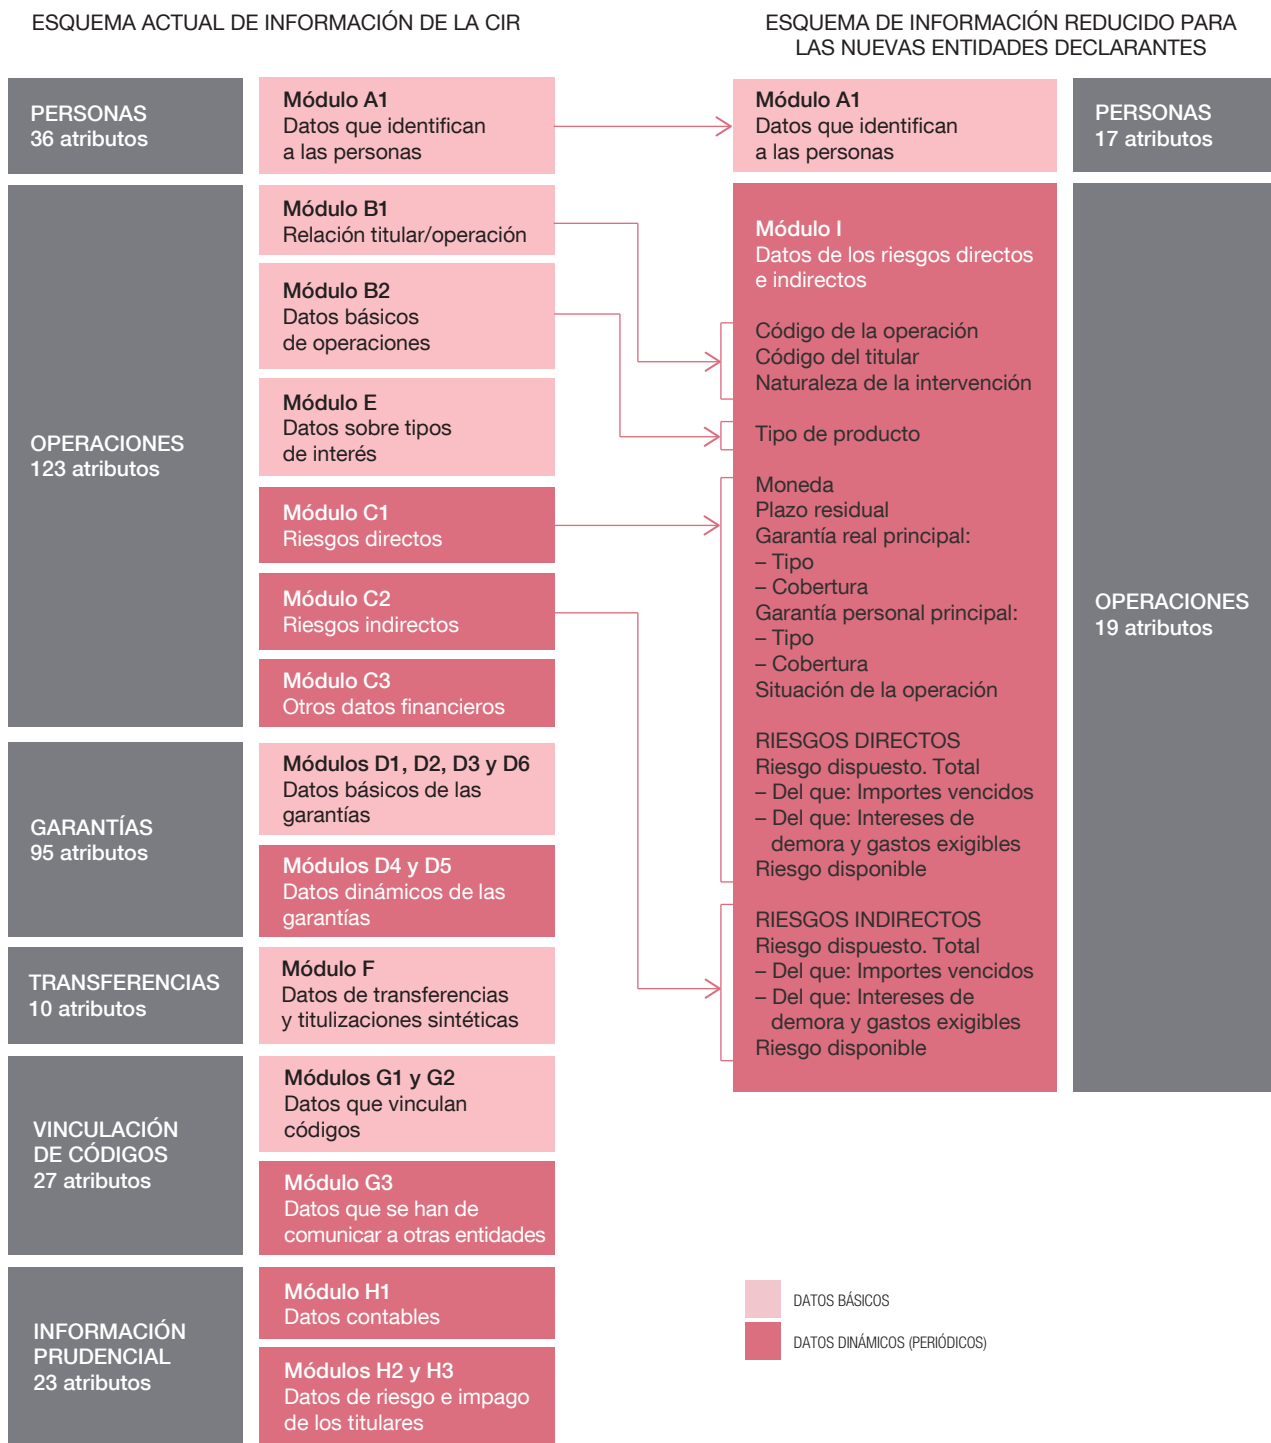 ESQUEMA ACTUAL DE INFORMACIÓN DE LA CIR
PERSONAS
36 atributos
Módulo A1
Datos que identifican
a las personas
OPERACIONES
123 atributos
Módulo B1
Relación titular/operación
Módulo B2
Datos básicos
de operaciones
Módulo E
Datos sobre tipos
de interés
Módulo C1
Riesgos directos
Módulo C2
Riesgos indirectos
Módulo C3
Otros datos financieros
GARANTÍAS
95 atributos
Módulos D1, D2, D3 y D6
Datos básicos de las
garantías
Módulos D4 y D5
Datos dinámicos de las
garantías
TRANSFERENCIAS
10 atributos
Módulo F
Datos de transferencias
y titulizaciones sintéticas
VINCULACIÓN
DE CÓDIGOS
27 atributos
Módulos G1 y G2
Datos que vinculan
códigos
Módulo G3
Datos que se han de
comunicar a otras entidades
INFORMACIÓN
PRUDENCIAL
23 atributos
Módulo H1
Datos contables
Módulos H2 y H3
Datos de riesgo e impago
de los titulares
ESQUEMA DE INFORMACIÓN REDUCIDO PARA
LAS NUEVAS ENTIDADES DECLARANTES
Módulo A1
Datos que identifican
a las personas
PERSONAS
17 atributos
Módulo I
Datos de los riesgos directos
e indirectos
Código de la operación
Código del titular
Naturaleza de la intervención
Tipo de producto
Moneda
Plazo residual
Garantía real principal:
– Tipo
– Cobertura
Garantía personal principal:
– Tipo
– Cobertura
Situación de la operación
RIESGOS DIRECTOS
Riesgo dispuesto. Total
– Del que: Importes vencidos
– Del que: Intereses de
demora y gastos exigibles
Riesgo disponible
RIESGOS INDIRECTOS
Riesgo dispuesto. Total
– Del que: Importes vencidos
– Del que: Intereses de
demora y gastos exigibles
Riesgo disponible
OPERACIONES
19 atributos
DATOS BÁSICOS
DATOS DINÁMICOS (PERIÓDICOS)